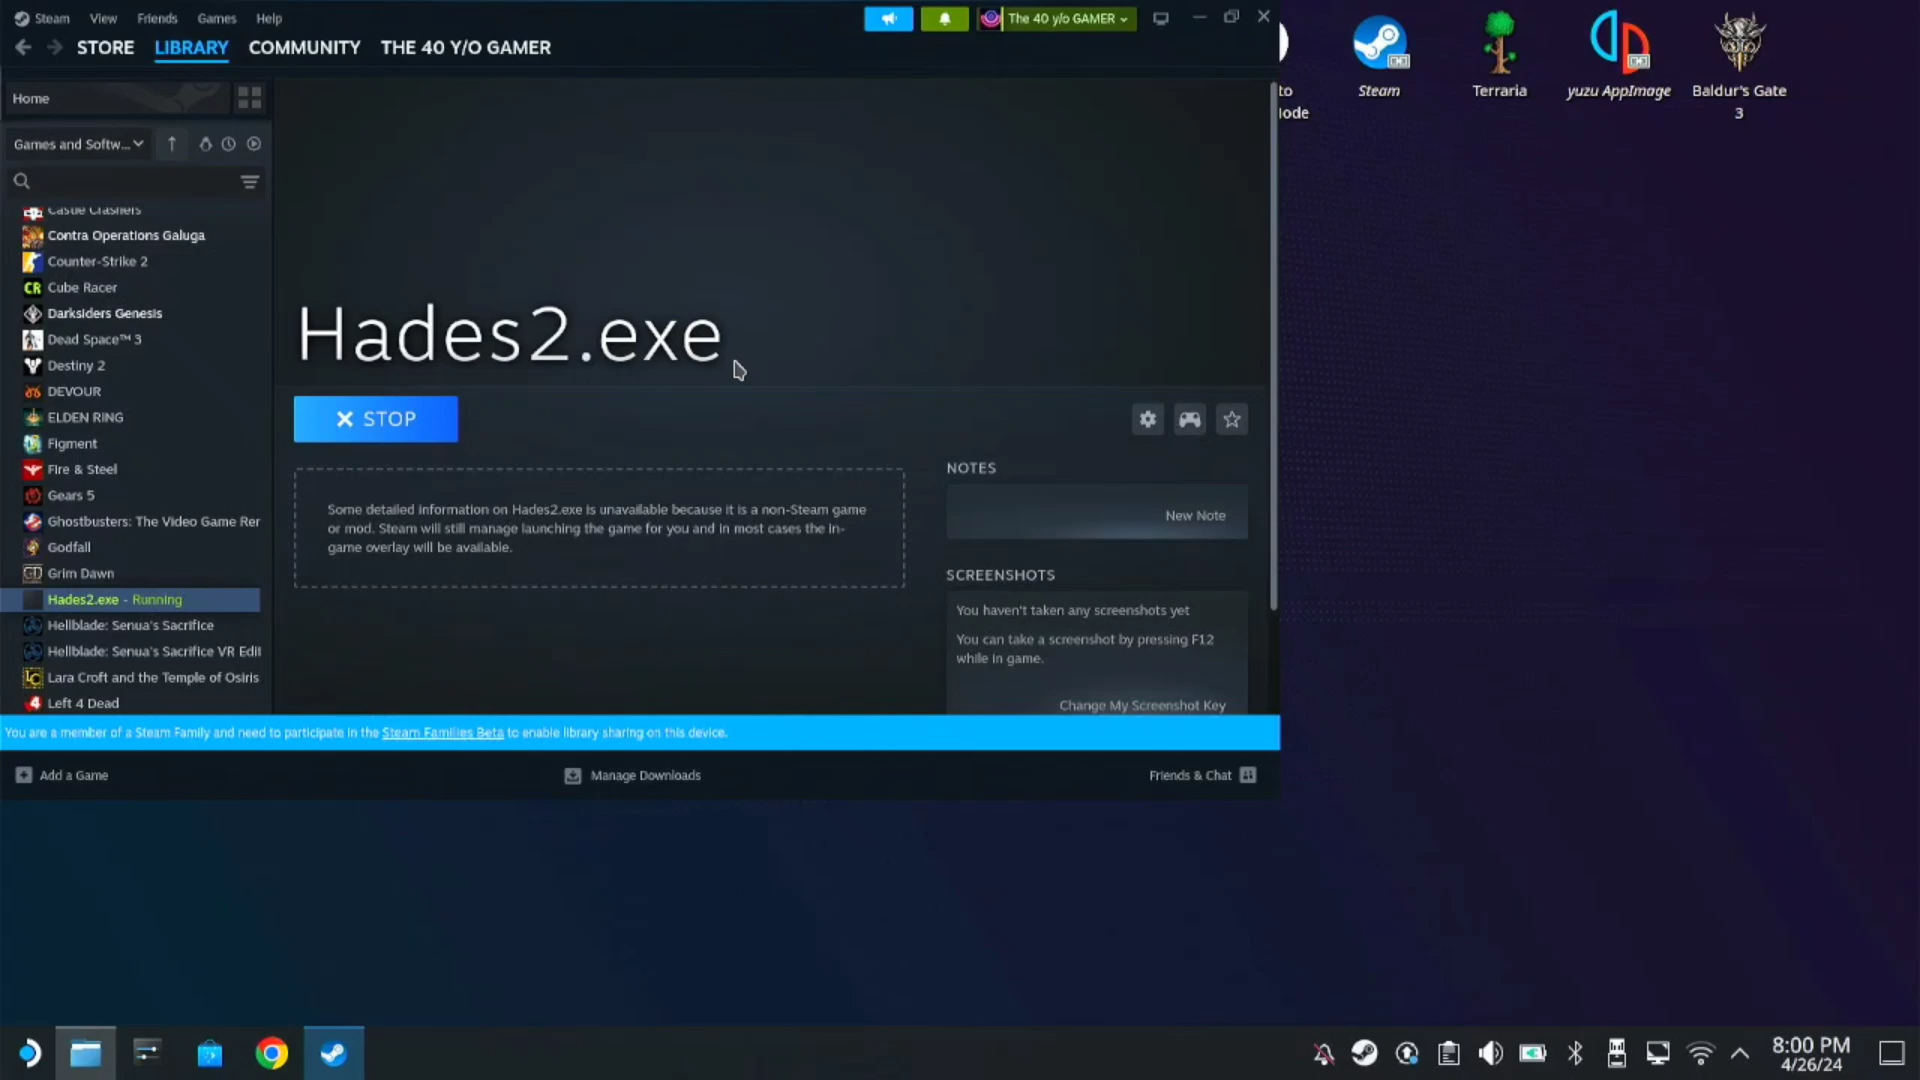 Steam View Friends Games Help
The 40 y/o GAMER
STORE LIBRARY COMMUNITY THE 40 Y/O GAMER
Home
Games and Softw...
Castle Crashers
Contra Operations Galuga
Counter-Strike 2
CR Cube Racer
Darksiders Genesis
Dead Space™ 3
Destiny 2
DEVOUR
ELDEN RING
Figment
Fire & Steel
Gears 5
Ghostbusters: The Video Game Rer
Godfall
GD Grim Dawn
Hades2.exe - Running
Hellblade: Senua's Sacrifice
Hellblade: Senua's Sacrifice VR Edit
LC Lara Croft and the Temple of Osiris
4 Left 4 Dead
Hades2.exe
STOP
Some detailed information on Hades2.exe is unavailable because it is a non-Steam game
or mod. Steam will still manage launching the game for you and in most cases the in-
game overlay will be available.
NOTES
New Note
SCREENSHOTS
You haven't taken any screenshots yet
You can take a screenshot by pressing F12
while in game.
Change My Screenshot Key
You are a member of a Steam Family and need to participate in the Steam Families Beta to enable library sharing on this device.
Add a Game
Manage Downloads
Friends & Chat
to
ode
Steam
Terraria
yuzu AppImage
Baldur's Gate
3
8:00 PM
4/26/24